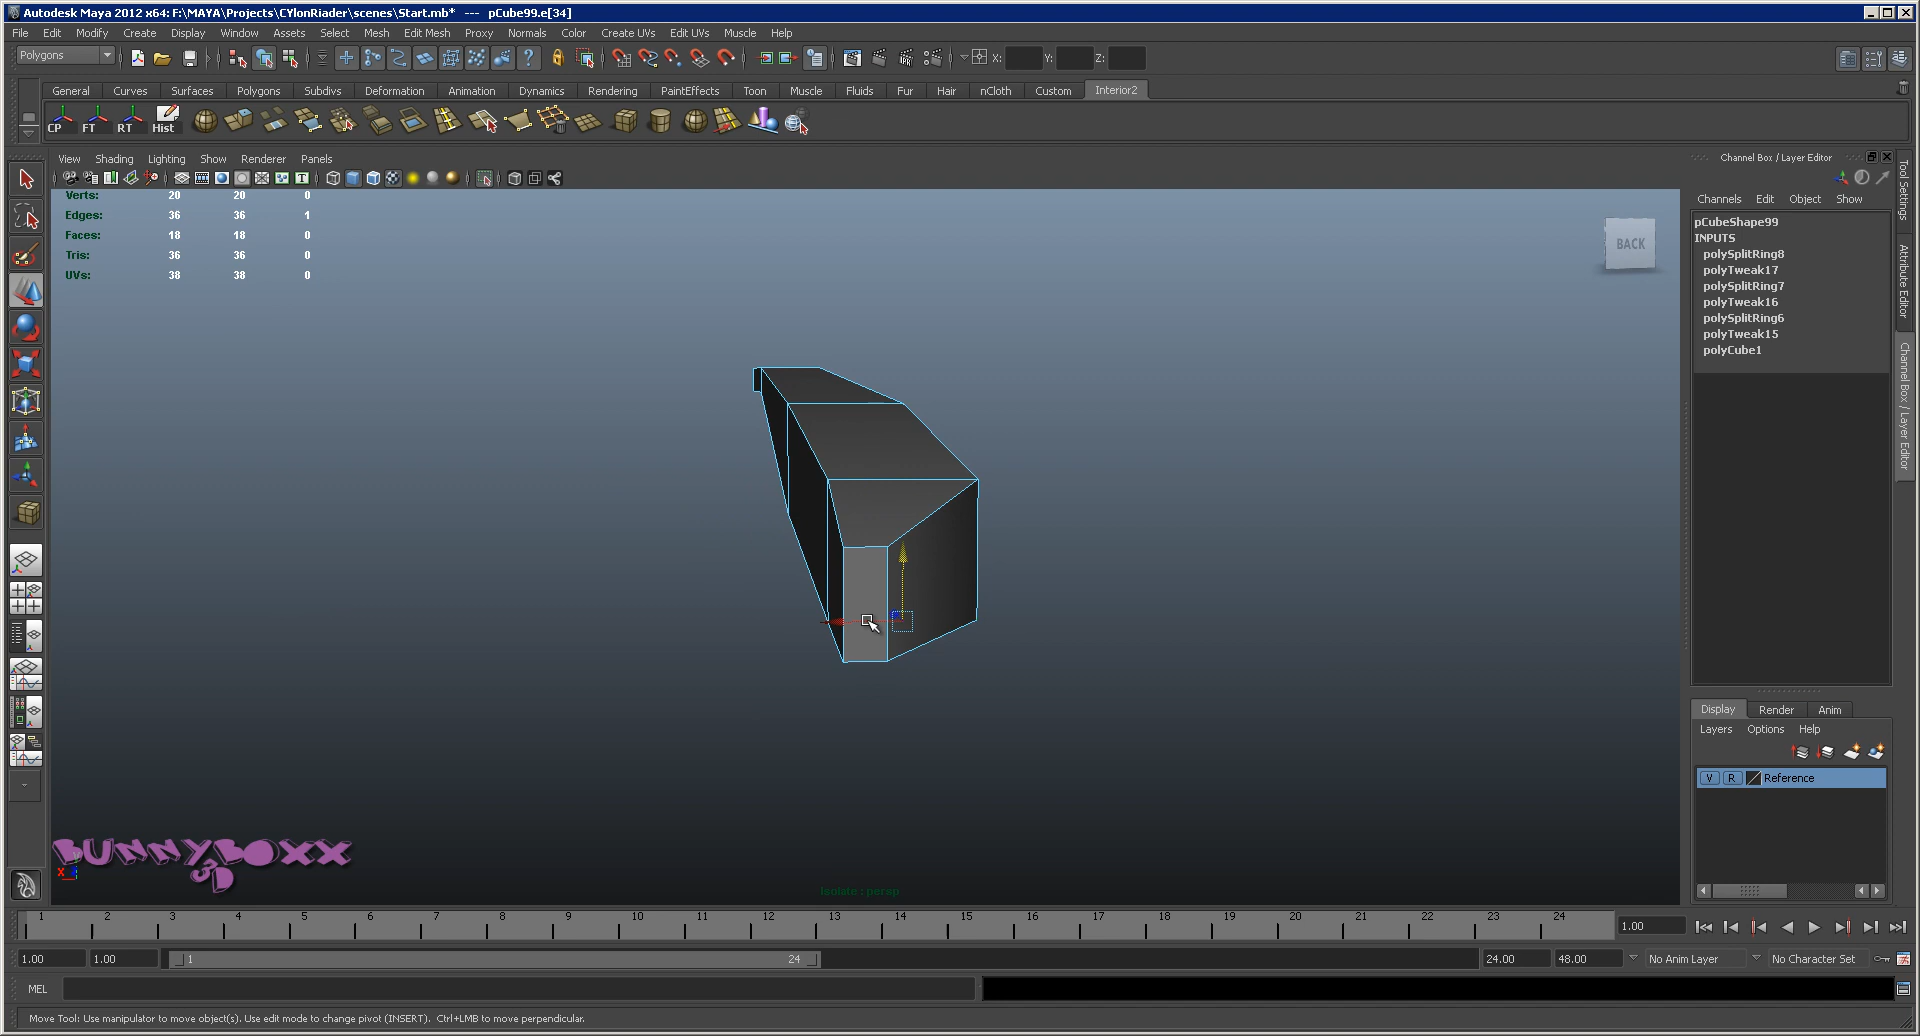 Autodesk Maya 2012 x64: F:\MAYA\Projects\CYlonRiader\scenes\Start.mb* --- pCube99.e[34]
File Edit Modify Create Display Window Assets Select Mesh Edit Mesh Proxy Normals Color Create UVs Edit UVs Muscle Help
Polygons X: Y: Z:
General Curves Surfaces Polygons Subdivs Deformation Animation Dynamics Rendering PaintEffects Toon Muscle Fluids Fur Hair nCloth Custom Interior2
CP FT RT Hist
View Shading Lighting Show Renderer Panels
Channel Box / Layer Editor
Verts: 20 20 0
Edges: 36 36 1
Faces: 18 18 0
Tris: 36 36 0
UVs: 38 38 0
BACK
Channels Edit Object Show
pCubeShape99
INPUTS
polySplitRing8
polyTweak17
polySplitRing7
polyTweak16
polySplitRing6
polyTweak15
polyCube1
Tool Settings
Attribute Editor
Channel Box / Layer Editor
Display Render Anim
Layers Options Help
V R Reference
BUNNYBOXX
3D
X
Isolate : persp
1 2 3 4 5 6 7 8 9 10 11 12 13 14 15 16 17 18 19 20 21 22 23 24 1.00
1.00 1.00 1 24 24.00 48.00 No Anim Layer No Character Set
MEL
Move Tool: Use manipulator to move object(s). Use edit mode to change pivot (INSERT). Ctrl+LMB to move perpendicular.